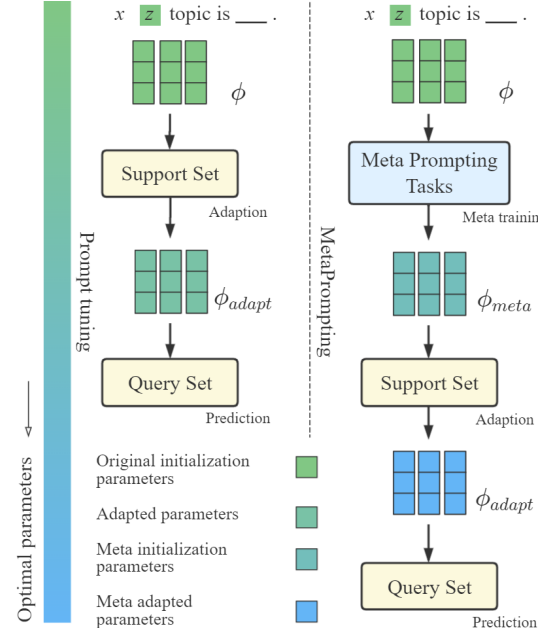 x z topic is ___ .
ϕ
Support Set
Adaption
ϕadapt
Query Set
Prediction
Prompt tuning
x z topic is ___ .
ϕ
Meta Prompting
Tasks
Meta trainin
ϕmeta
Support Set
Adaption
ϕadapt
Query Set
Prediction
MetaPrompting
Optimal parameters
Original initialization
parameters
Adapted parameters
Meta initialization
parameters
Meta adapted
parameters